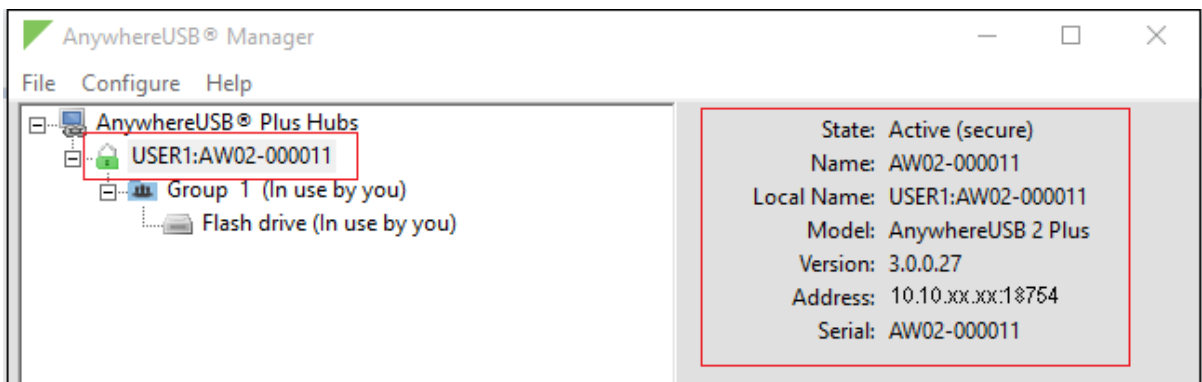 AnywhereUSB® Manager
File Configure Help
AnywhereUSB® Plus Hubs
USER1:AW02-000011
Group 1 (In use by you)
Flash drive (In use by you)
State: Active (secure)
Name: AW02-000011
Local Name: USER1:AW02-000011
Model: AnywhereUSB 2 Plus
Version: 3.0.0.27
Address: 10.10.xx.xx:18754
Serial: AW02-000011